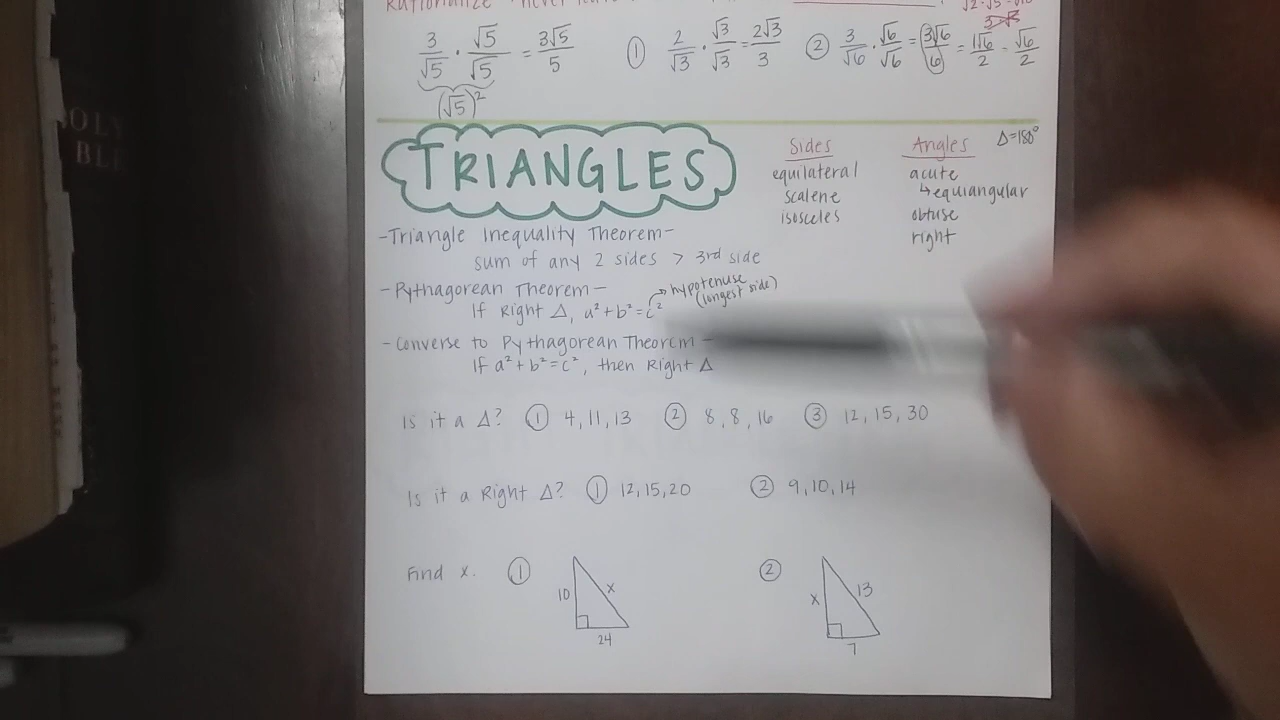 3/√5 · √5/√5 = 3√5/5
(√5)²
① 2/√3 · √3/√3 = 2√3/3
② 3/√6 · √6/√6 = 3√6/6 = 1√6/2 = √6/2
TRIANGLES
Sides
equilateral
scalene
isosceles
Angles
acute
↳equiangular
obtuse
right
Δ=180°
-Triangle Inequality Theorem-
sum of any 2 sides > 3rd side
-Pythagorean Theorem-
If Right Δ, a²+b²=c²
→hypotenuse
(longest side)
-Converse to Pythagorean Theorem-
If a²+b²=c², then Right Δ
Is it a Δ? ① 4, 11, 13 ② 8, 8, 16 ③ 12, 15, 30
Is it a Right Δ? ① 12, 15, 20 ② 9, 10, 14
Find x. ① 10 x 24
② x 13 7